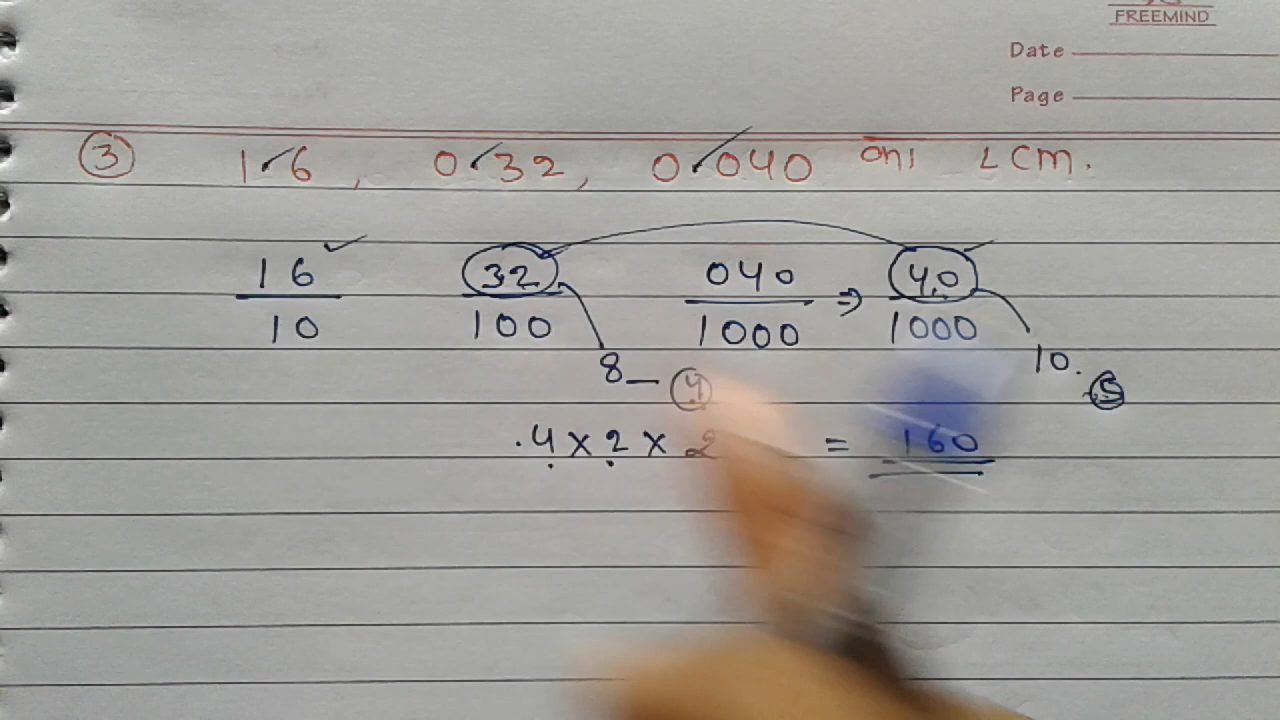 FREEMIND
Date
Page
③ 1.6, 0.32, 0.040 LCM.
16/10 32/100 040/1000 ⇒ 40/1000
8 – 4 10. 5
.4 × 2 × 2 = 160